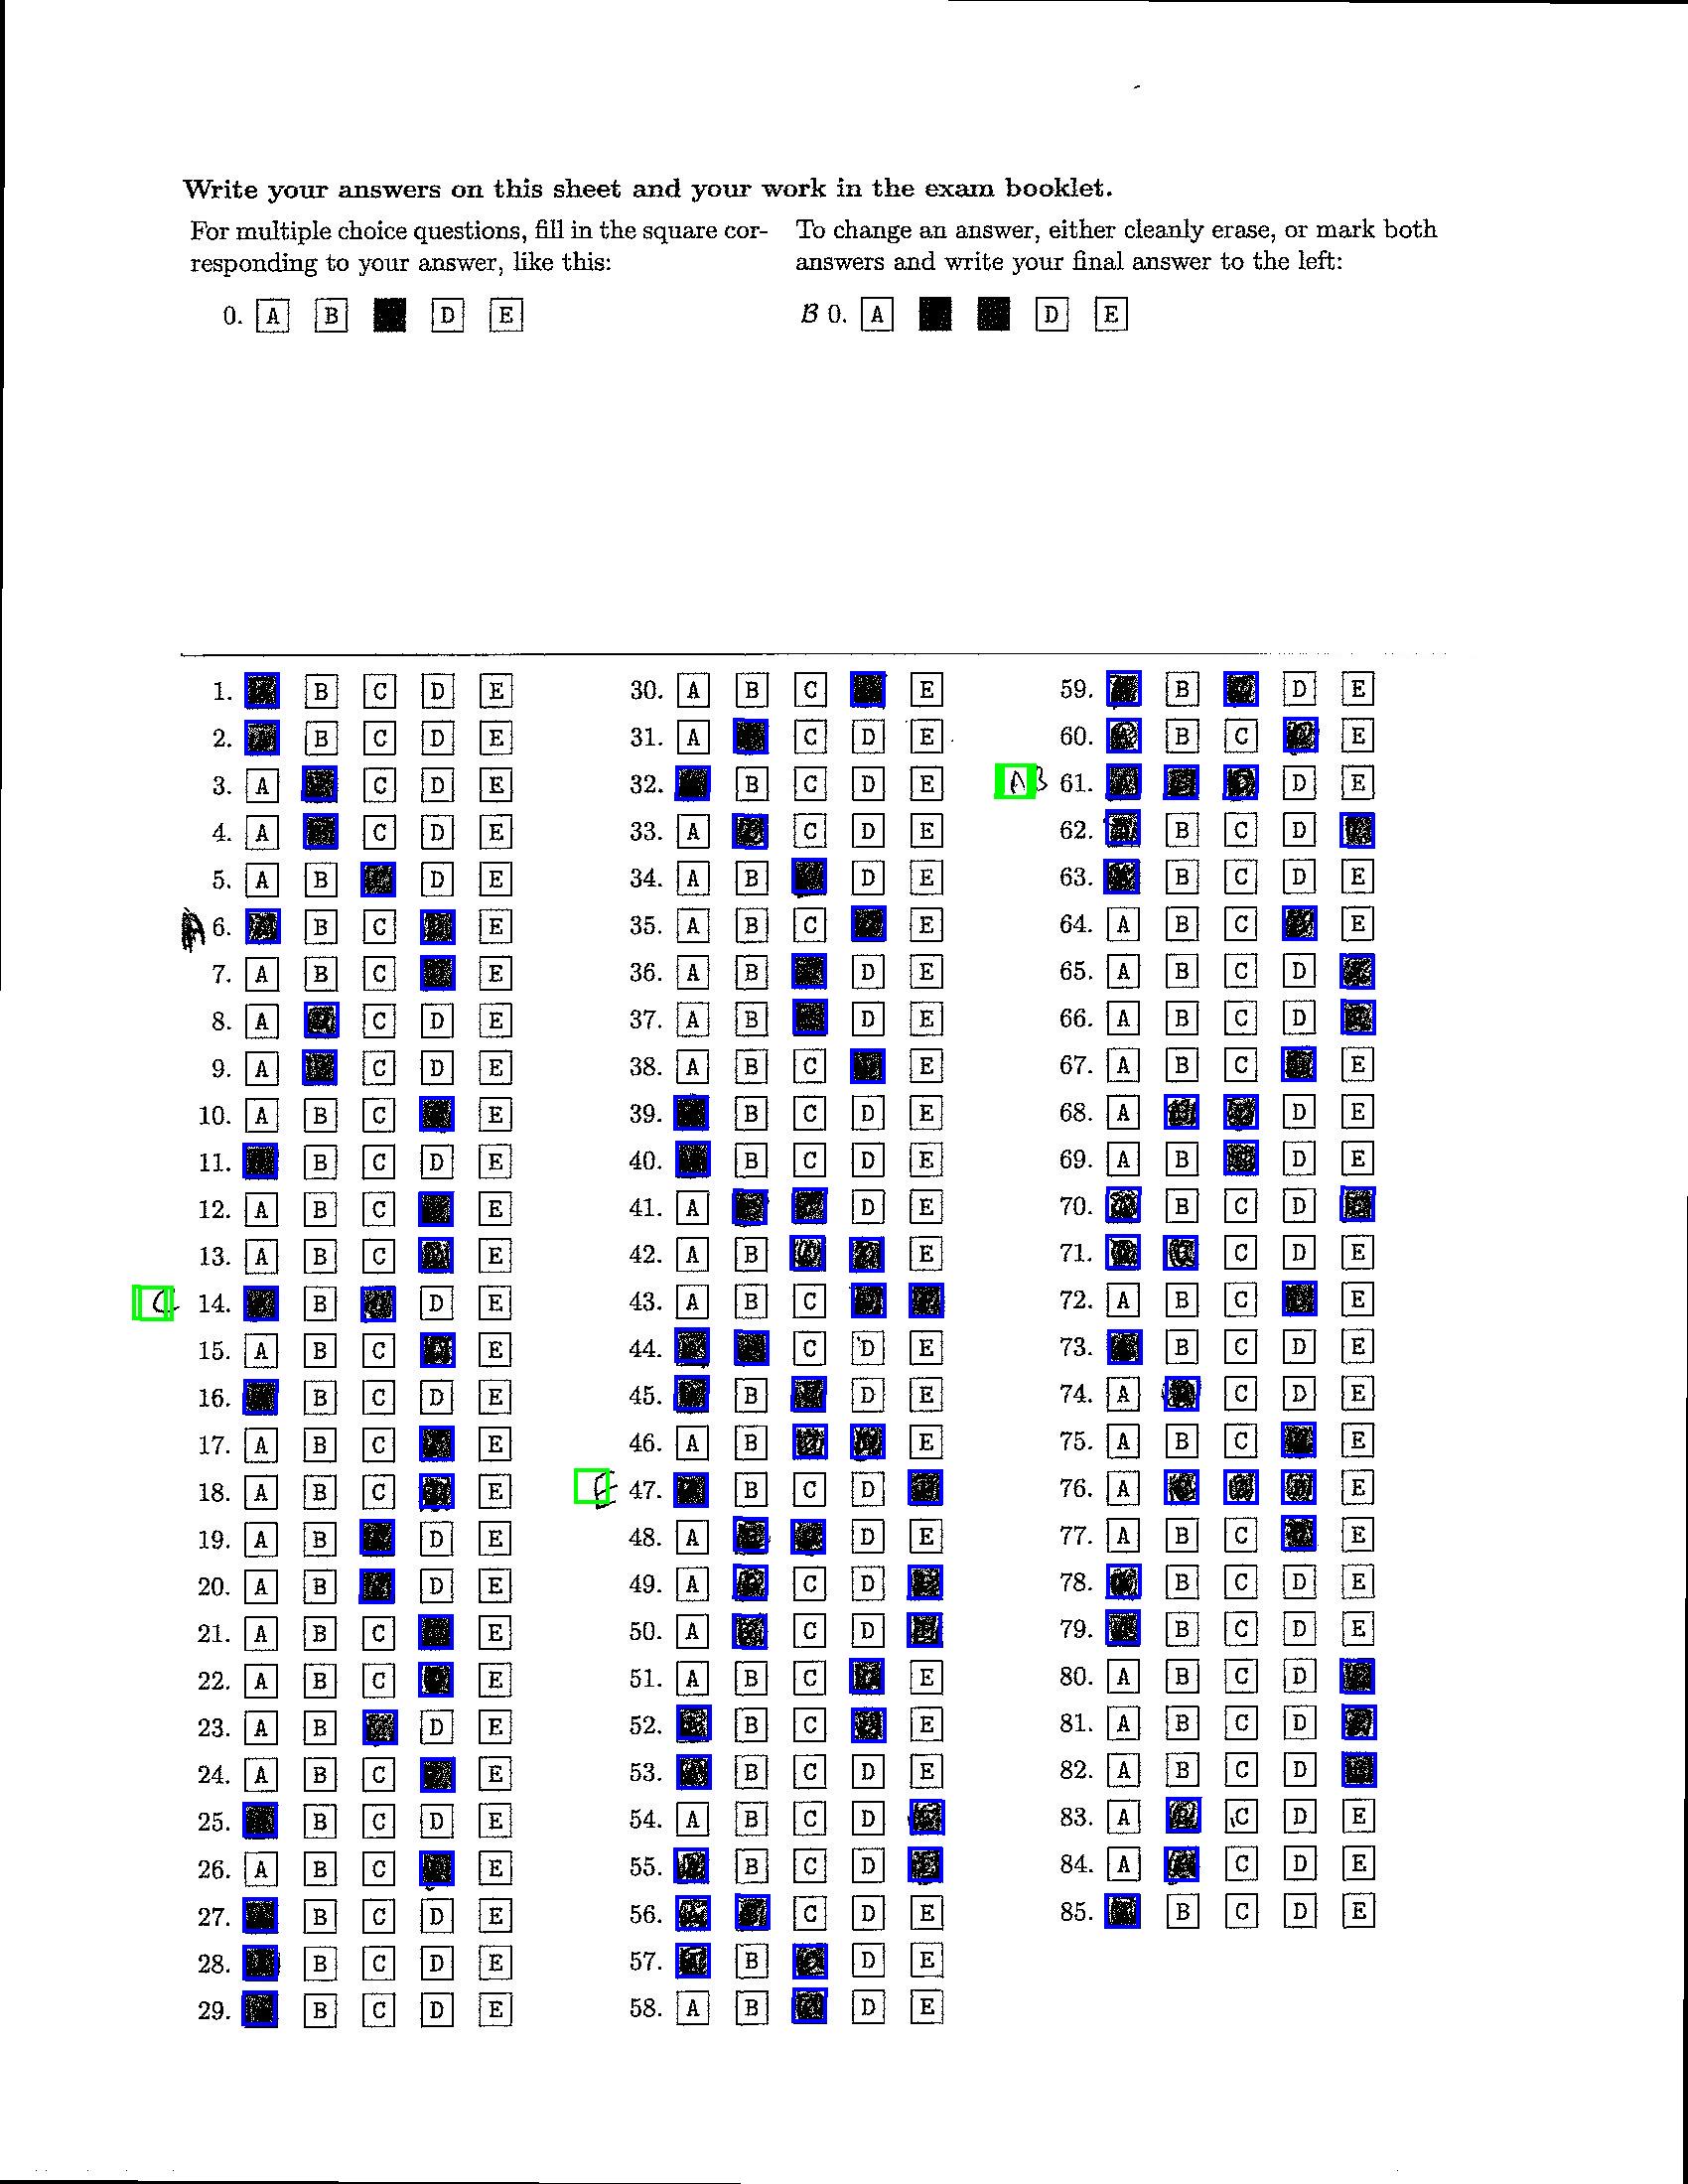 Write your answers on this sheet and your work in the exam booklet.
For multiple choice questions, fill in the square cor-
responding to your answer, like this:
0. A B D E
To change an answer, either cleanly erase, or mark both
answers and write your final answer to the left:
B 0. A D E
1. B C D E
2. B C D E
3. A C D E
4. A C D E
5. A B D E
A 6. B C E
7. A B C E
8. A C D E
9. A C D E
10. A B C E
11. B C D E
12. A B C E
13. A B C E
C 14. B D E
15. A B C E
16. B C D E
17. A B C E
18. A B C E
19. A B D E
20. A B D E
21. A B C E
22. A B C E
23. A B D E
24. A B C E
25. B C D E
26. A B C E
27. B C D E
28. B C D E
29. B C D E
30. A B C E
31. A C D E
32. B C D E
33. A C D E
34. A B D E
35. A B C E
36. A B D E
37. A B D E
38. A B C E
39. B C D E
40. B C D E
41. A D E
42. A B E
43. A B C
44. C D E
45. B D E
46. A B E
E 47. B C D
48. A D E
49. A C D
50. A C D
51. A B C E
52. B C E
53. B C D E
54. A B C D
55. B C D
56. C D E
57. B D E
58. A B D E
59. B D E
60. B C E
AB 61. D E
62. B C D
63. B C D E
64. A B C E
65. A B C D
66. A B C D
67. A B C E
68. A D E
69. A B D E
70. B C D
71. C D E
72. A B C E
73. B C D E
74. A C D E
75. A B C E
76. A E
77. A B C E
78. B C D E
79. B C D E
80. A B C D
81. A B C D
82. A B C D
83. A C D E
84. A C D E
85. B C D E